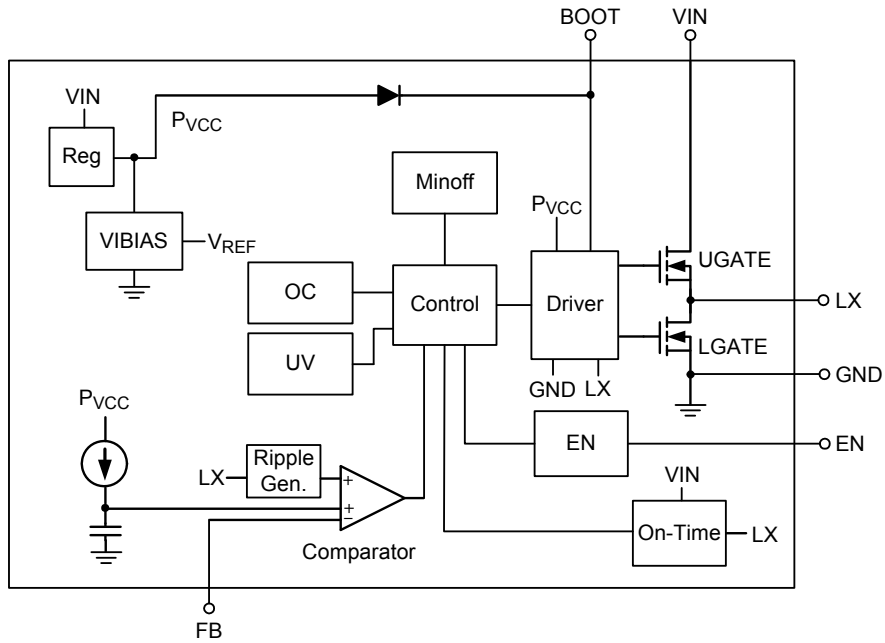 BOOT VIN
VIN
PVCC
Reg
Minoff
PVCC
VIBIAS
VREF
UGATE
OC
Control
Driver
LX
UV
LGATE
GND LX
GND
PVCC
EN
EN
LX
Ripple
Gen.
+
+
−
VIN
On-Time
LX
Comparator
FB